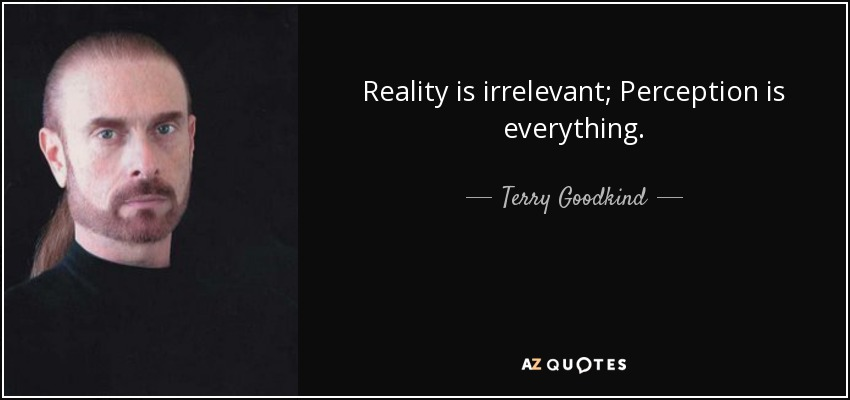 Reality is irrelevant; Perception is
everything.
Terry Goodkind
AZ QUOTES